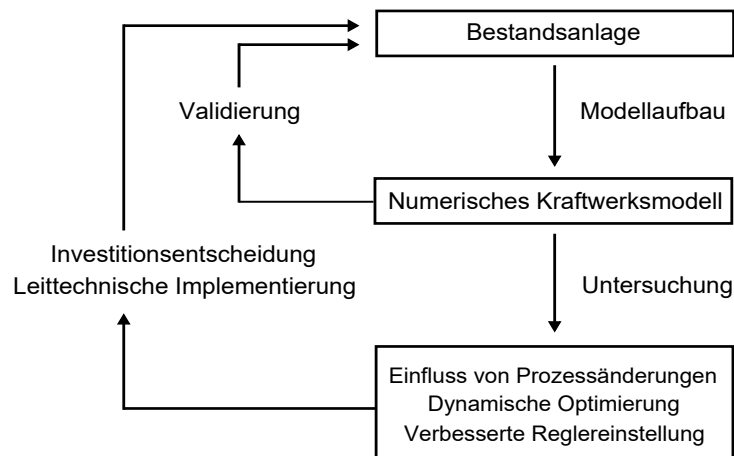 Bestandsanlage
Validierung
Modellaufbau
Numerisches Kraftwerksmodell
Investitionsentscheidung
Leittechnische Implementierung
Untersuchung
Einfluss von Prozessänderungen
Dynamische Optimierung
Verbesserte Reglereinstellung